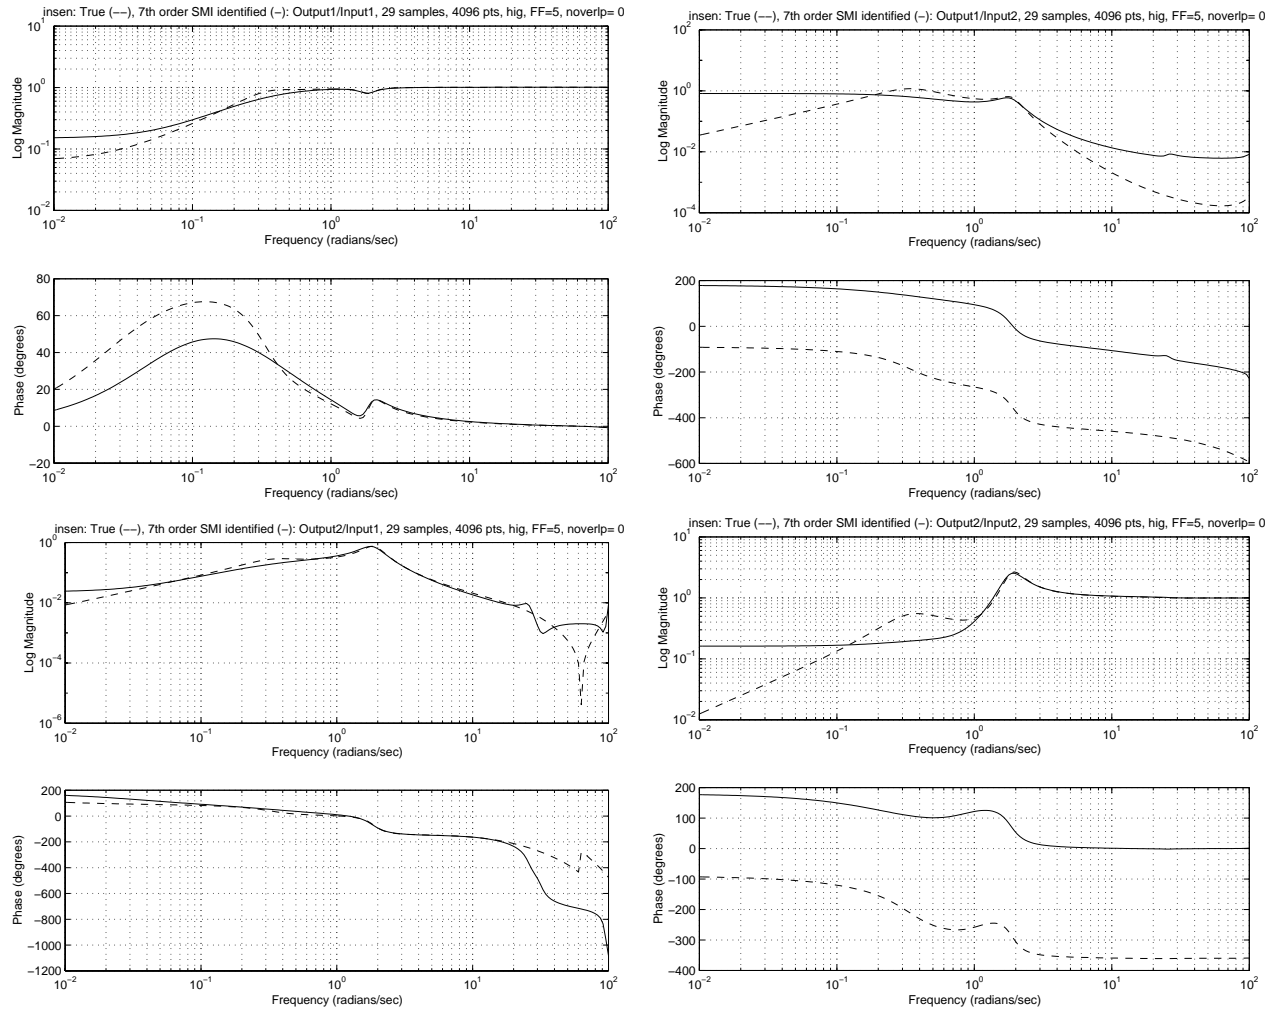 insen: True (−−), 7th order SMI identified (−): Output1/Input1, 29 samples, 4096 pts, hig, FF=5, noverlp= 0
10^1
10^0
10^−1
10^−2
Log Magnitude
10^−2 10^−1 10^0 10^1 10^2
Frequency (radians/sec)
80
60
40
20
0
−20
Phase (degrees)
10^−2 10^−1 10^0 10^1 10^2
insen: True (−−), 7th order SMI identified (−): Output1/Input2, 29 samples, 4096 pts, hig, FF=5, noverlp= 0
10^2
10^0
10^−2
10^−4
Log Magnitude
10^−2 10^−1 10^0 10^1 10^2
Frequency (radians/sec)
200
0
−200
−400
−600
Phase (degrees)
10^−2 10^−1 10^0 10^1 10^2
insen: True (−−), 7th order SMI identified (−): Output2/Input1, 29 samples, 4096 pts, hig, FF=5, noverlp= 0
10^0
10^−2
10^−4
10^−6
Log Magnitude
10^−2 10^−1 10^0 10^1 10^2
Frequency (radians/sec)
200
0
−200
−400
−600
−800
−1000
−1200
Phase (degrees)
10^−2 10^−1 10^0 10^1 10^2
Frequency (radians/sec)
insen: True (−−), 7th order SMI identified (−): Output2/Input2, 29 samples, 4096 pts, hig, FF=5, noverlp= 0
10^1
10^0
10^−1
10^−2
Log Magnitude
10^−2 10^−1 10^0 10^1 10^2
Frequency (radians/sec)
200
100
0
−100
−200
−300
−400
Phase (degrees)
10^−2 10^−1 10^0 10^1 10^2
Frequency (radians/sec)